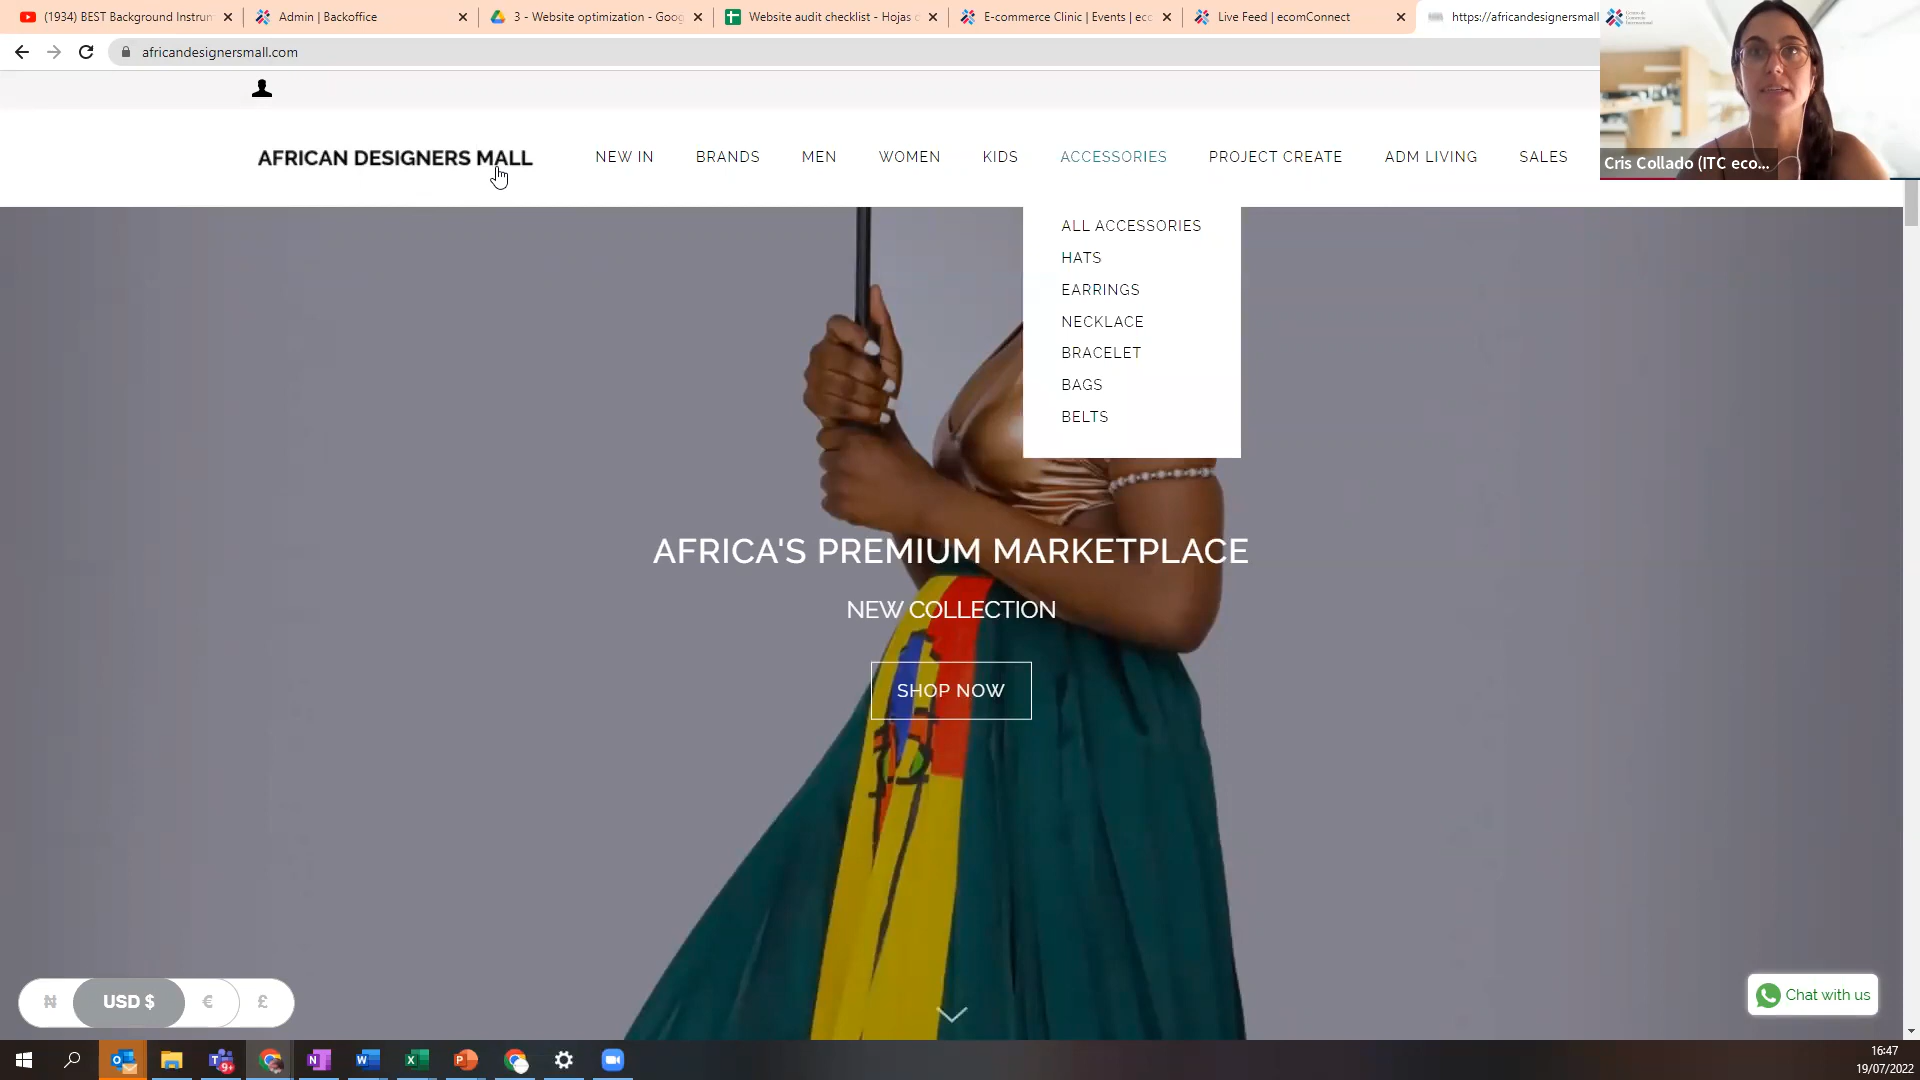 (1934) BEST Background Instrun
Admin | Backoffice
3 - Website optimization - Goog
Website audit checklist - Hojas d
E-commerce Clinic | Events | ecc
Live Feed | ecomConnect
https://africandesignersmall
africandesignersmall.com
Cris Collado (ITC eco...
AFRICAN DESIGNERS MALL
NEW IN
BRANDS
MEN
WOMEN
KIDS
ACCESSORIES
PROJECT CREATE
ADM LIVING
SALES
ALL ACCESSORIES
HATS
EARRINGS
NECKLACE
BRACELET
BAGS
BELTS
AFRICA'S PREMIUM MARKETPLACE
NEW COLLECTION
SHOP NOW
₦ USD $ € £
Chat with us
9+
16:47
19/07/2022